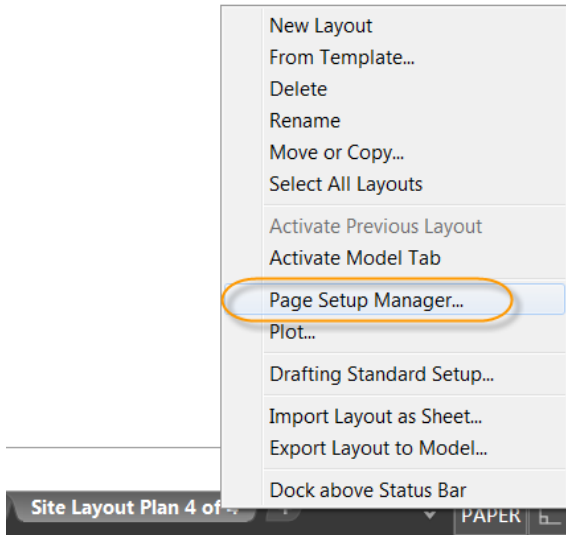 New Layout
From Template...
Delete
Rename
Move or Copy...
Select All Layouts
Activate Previous Layout
Activate Model Tab
Page Setup Manager...
Plot...
Drafting Standard Setup...
Import Layout as Sheet...
Export Layout to Model...
Dock above Status Bar
Site Layout Plan 4 of 4
PAPER